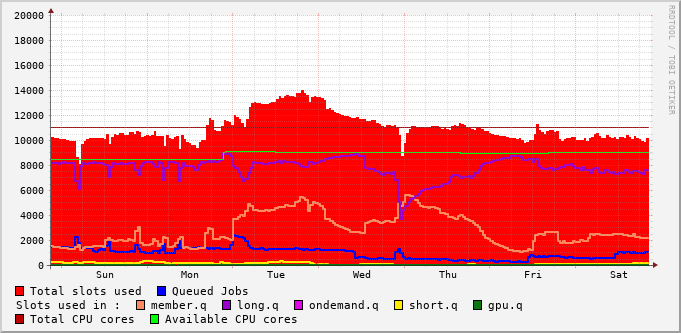 RRDTOOL / TOBI OETIKER
20000
18000
16000
14000
12000
10000
8000
6000
4000
2000
0
Sun Mon Tue Wed Thu Fri Sat
Total slots used Queued Jobs
Slots used in : member.q long.q ondemand.q short.q gpu.q
Total CPU cores Available CPU cores